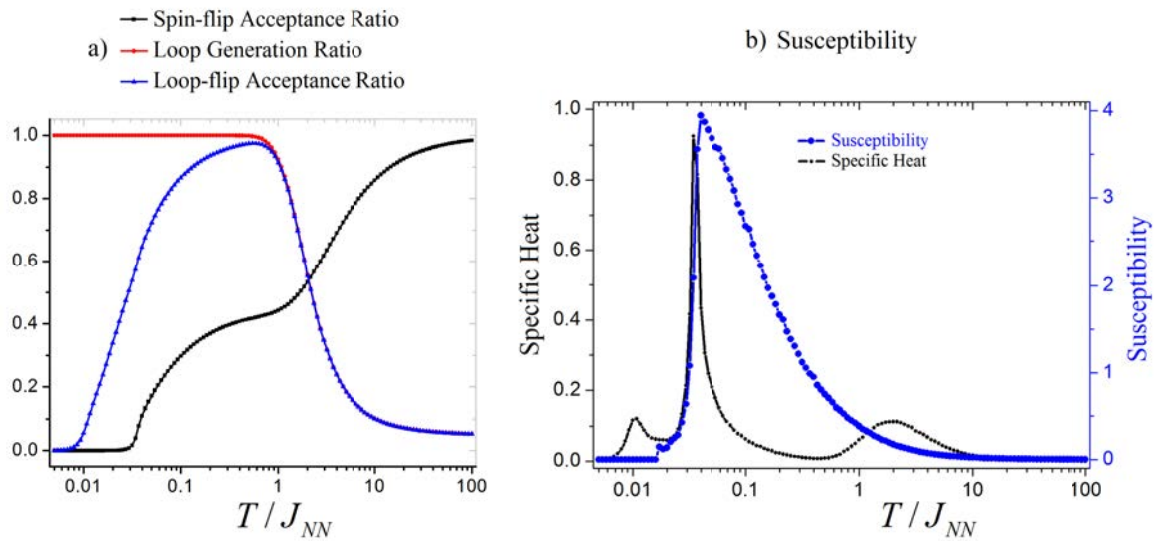 Spin-flip Acceptance Ratio
a) Loop Generation Ratio
Loop-flip Acceptance Ratio
1.0
0.8
0.6
0.4
0.2
0.0
0.01 0.1 1 10 100
T / J_NN
b) Susceptibility
Susceptibility
Specific Heat
1.0
0.8
0.6
0.4
0.2
0.0
Specific Heat
4
3
2
1
0
Susceptibility
0.01 0.1 1 10 100
T / J_NN